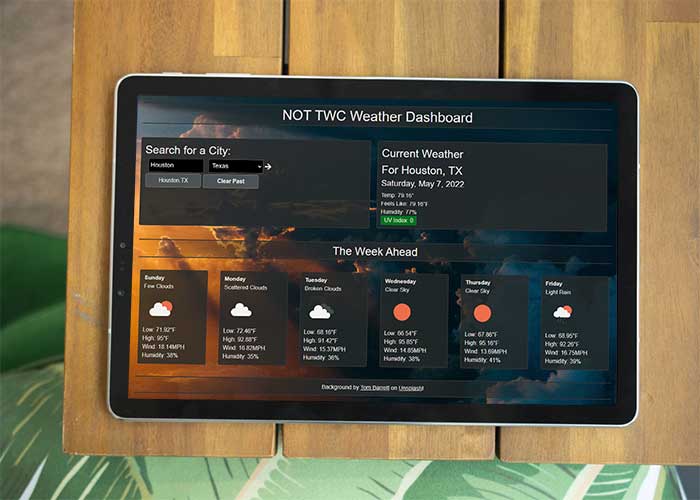 NOT TWC Weather Dashboard
Search for a City:
Houston Texas
Houston TX Clear Past
Current Weather
For Houston, TX
Saturday, May 7, 2022
Temp: 79.16°
Feels Like: 79.16°F
Humidity: 77%
UV Index: 0
The Week Ahead
Sunday
Few Clouds
Low: 71.92°F
High: 95°F
Wind: 18.14MPH
Humidity: 38%
Monday
Scattered Clouds
Low: 72.46°F
High: 92.88°F
Wind: 16.82MPH
Humidity: 35%
Tuesday
Broken Clouds
Low: 68.16°F
High: 91.42°F
Wind: 15.37MPH
Humidity: 36%
Wednesday
Clear Sky
Low: 66.54°F
High: 95.85°F
Wind: 14.85MPH
Humidity: 38%
Thursday
Clear Sky
Low: 67.86°F
High: 95.16°F
Wind: 13.69MPH
Humidity: 41%
Friday
Light Rain
Low: 68.95°F
High: 92.26°F
Wind: 16.75MPH
Humidity: 39%
Background by Tom Barrett on Unsplash!